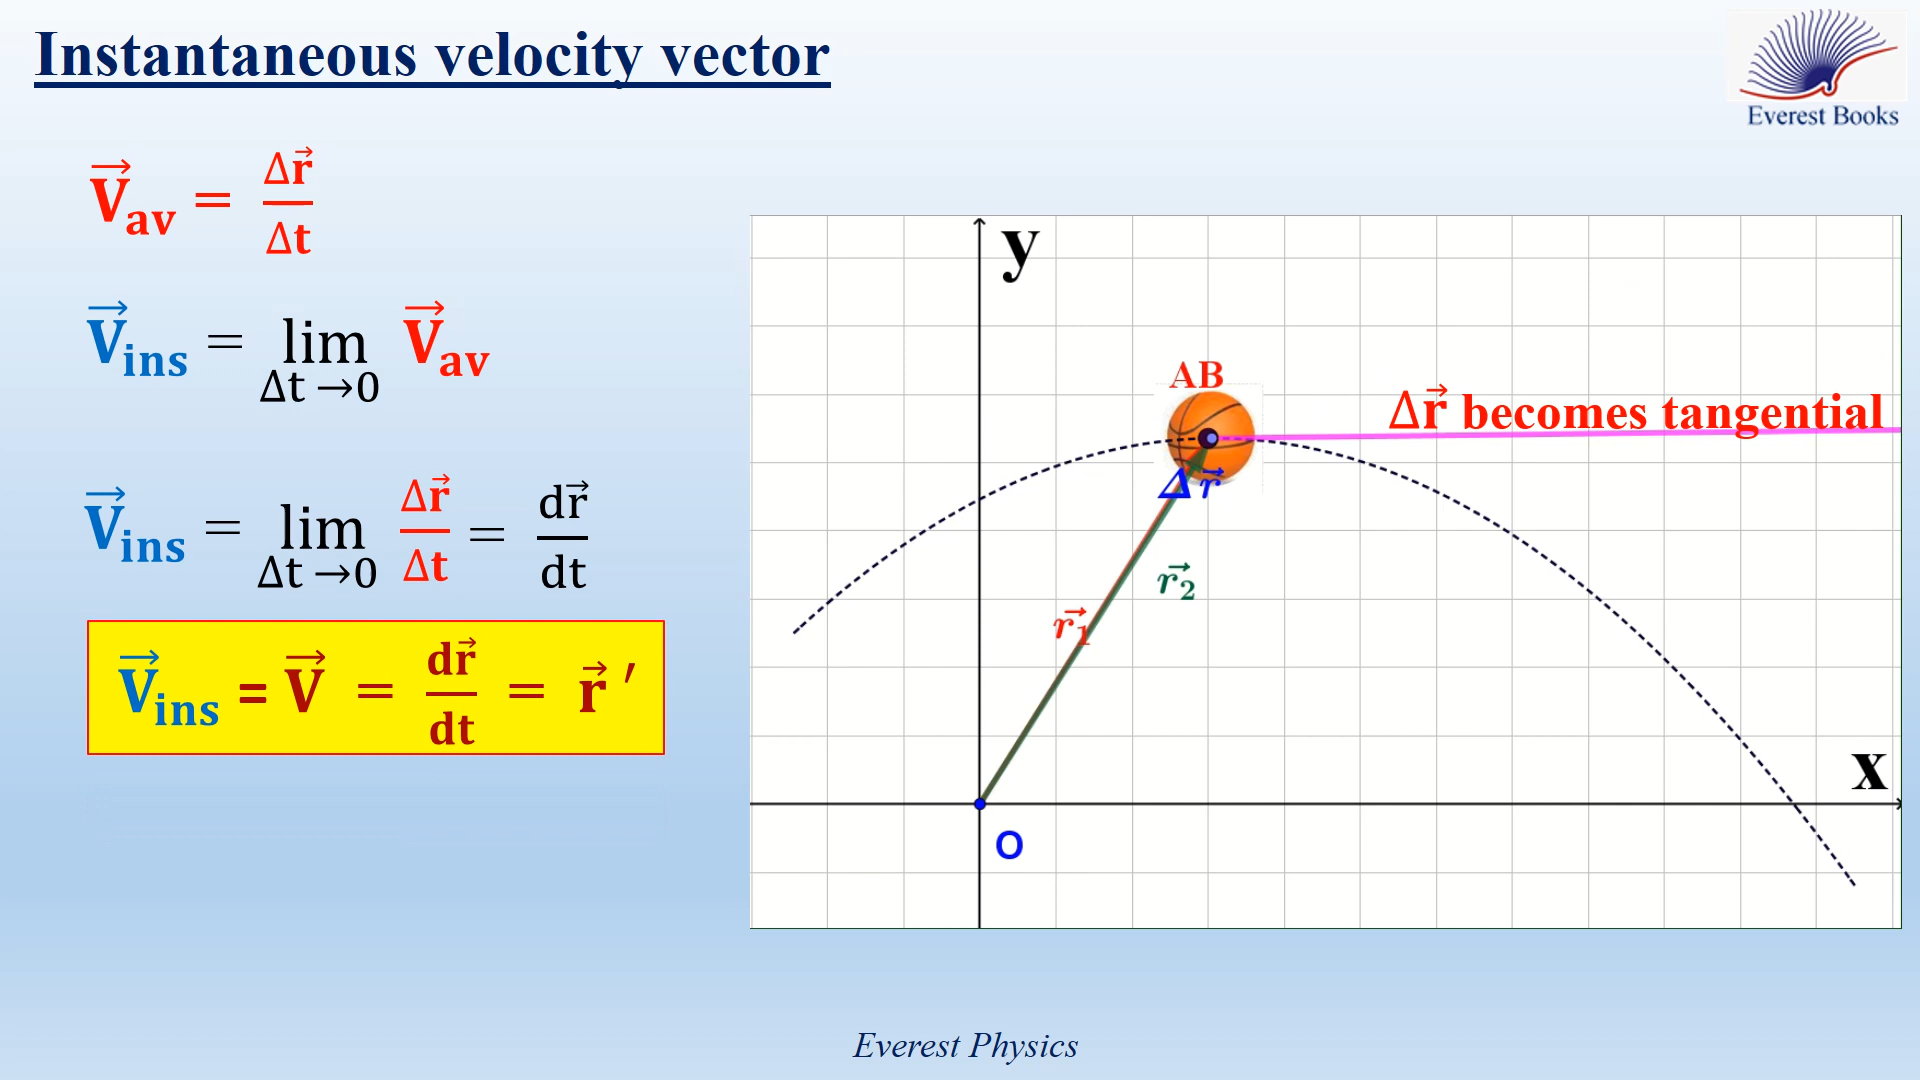 Instantaneous velocity vector
Everest Books
V⃗av = Δr⃗/Δt
V⃗ins = lim Δt→0 V⃗av
V⃗ins = lim Δt→0 Δr⃗/Δt = dr⃗/dt
V⃗ins = V⃗ = dr⃗/dt = r⃗ ′
y
AB
Δr⃗ becomes tangential
Δr⃗
r⃗2
r⃗1
x
O
Everest Physics